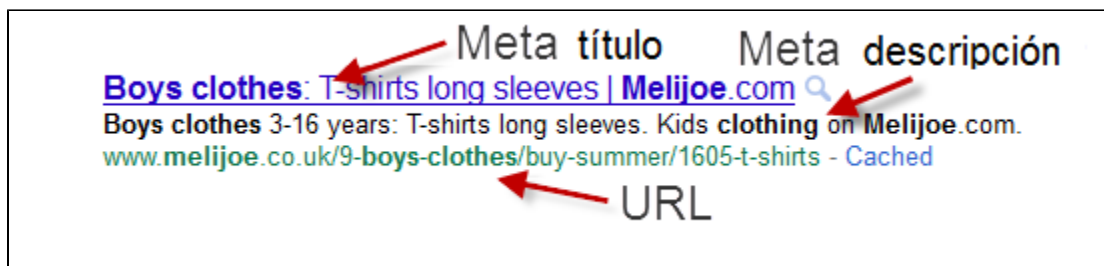 Meta título
Meta descripción
Boys clothes: T-shirts long sleeves | Melijoe.com
Boys clothes 3-16 years: T-shirts long sleeves. Kids clothing on Melijoe.com.
www.melijoe.co.uk/9-boys-clothes/buy-summer/1605-t-shirts - Cached
URL